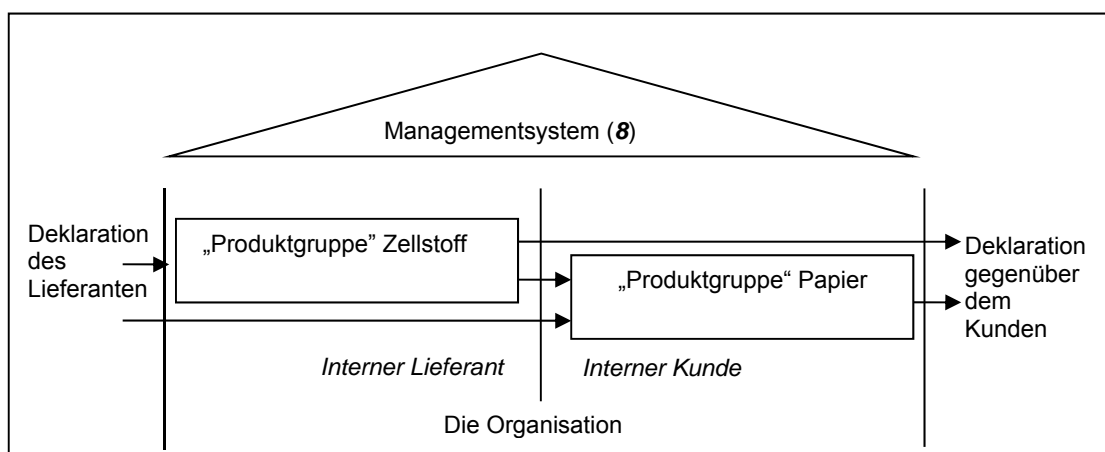 Managementsystem (8)
Deklaration
des
Lieferanten
„Produktgruppe” Zellstoff
„Produktgruppe“ Papier
Deklaration
gegenüber
dem
Kunden
Interner Lieferant
Interner Kunde
Die Organisation